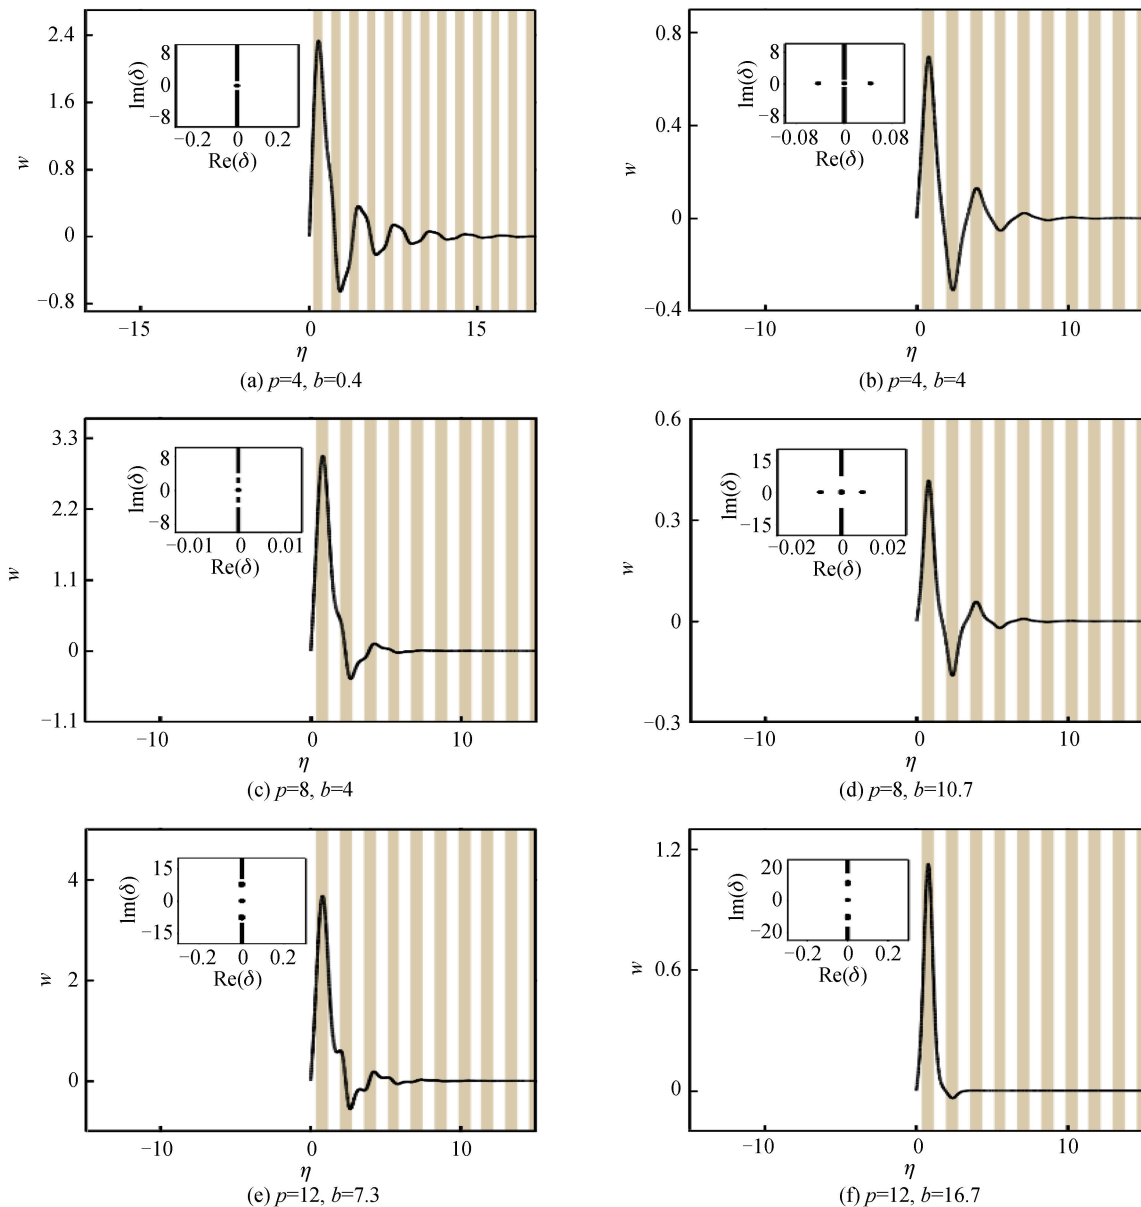 2.4
1.6
0.8
0
−0.8
w
8
0
−8
Im(δ)
−0.2 0 0.2
Re(δ)
−15 0 15
η
(a) p=4, b=0.4
0.8
0.4
0
−0.4
w
8
0
−8
Im(δ)
−0.08 0 0.08
Re(δ)
−10 0 10
η
(b) p=4, b=4
3.3
2.2
1.1
0
−1.1
w
8
0
−8
Im(δ)
−0.01 0 0.01
Re(δ)
−10 0 10
η
(c) p=8, b=4
0.6
0.3
0
−0.3
w
15
0
−15
Im(δ)
−0.02 0 0.02
Re(δ)
−10 0 10
η
(d) p=8, b=10.7
4
2
0
w
15
0
−15
Im(δ)
−0.2 0 0.2
Re(δ)
−10 0 10
η
(e) p=12, b=7.3
1.2
0.6
0
w
20
0
−20
Im(δ)
−0.2 0 0.2
Re(δ)
−10 0 10
η
(f) p=12, b=16.7